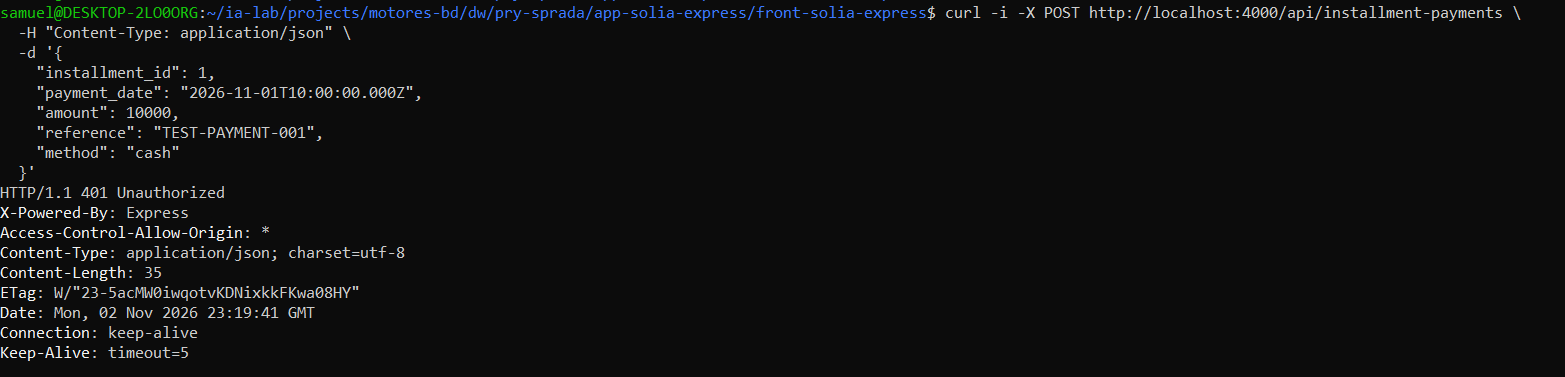 samuel@DESKTOP-2LO0ORG:~/ia-lab/projects/motores-bd/dw/pry-sprada/app-solia-express/front-solia-express$ curl -i -X POST http://localhost:4000/api/installment-payments \
  -H "Content-Type: application/json" \
  -d '{
    "installment_id": 1,
    "payment_date": "2026-11-01T10:00:00.000Z",
    "amount": 10000,
    "reference": "TEST-PAYMENT-001",
    "method": "cash"
  }'
HTTP/1.1 401 Unauthorized
X-Powered-By: Express
Access-Control-Allow-Origin: *
Content-Type: application/json; charset=utf-8
Content-Length: 35
ETag: W/"23-5acMW0iwqotvKDNixkkFKwa08HY"
Date: Mon, 02 Nov 2026 23:19:41 GMT
Connection: keep-alive
Keep-Alive: timeout=5